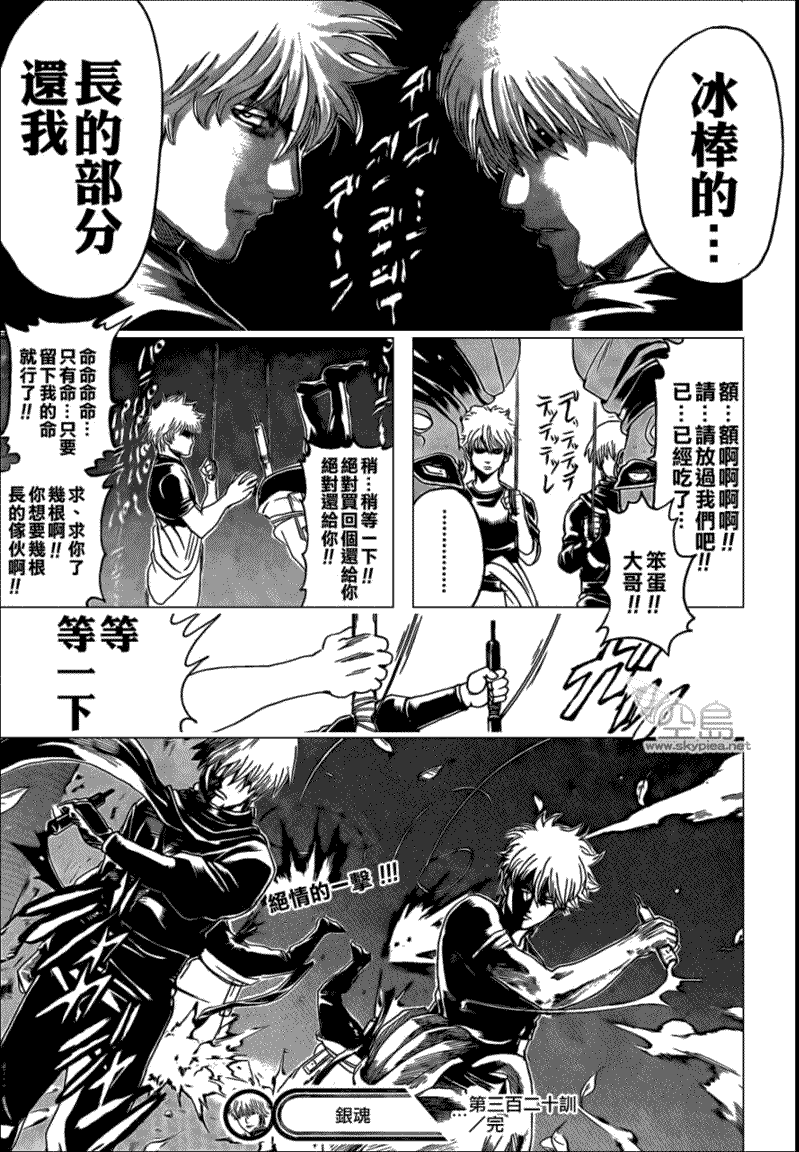 冰棒的…
長的部分
還我
額…額啊啊啊啊!!
請…請放過我們吧!!
已…已經吃了…
笨蛋!!
大哥!!
………
稍…稍等一下!!
絕對買回個還給你
絕對還給你!!
命命命命…
只有命…只要
留下我的命
就行了!!
求、求你了
幾根啊!!
你想要幾根
長的傢伙啊!!
等
等一下
空島
www.skypiea.net
絕情的一擊!!!
銀魂
…第三百二十訓
／完